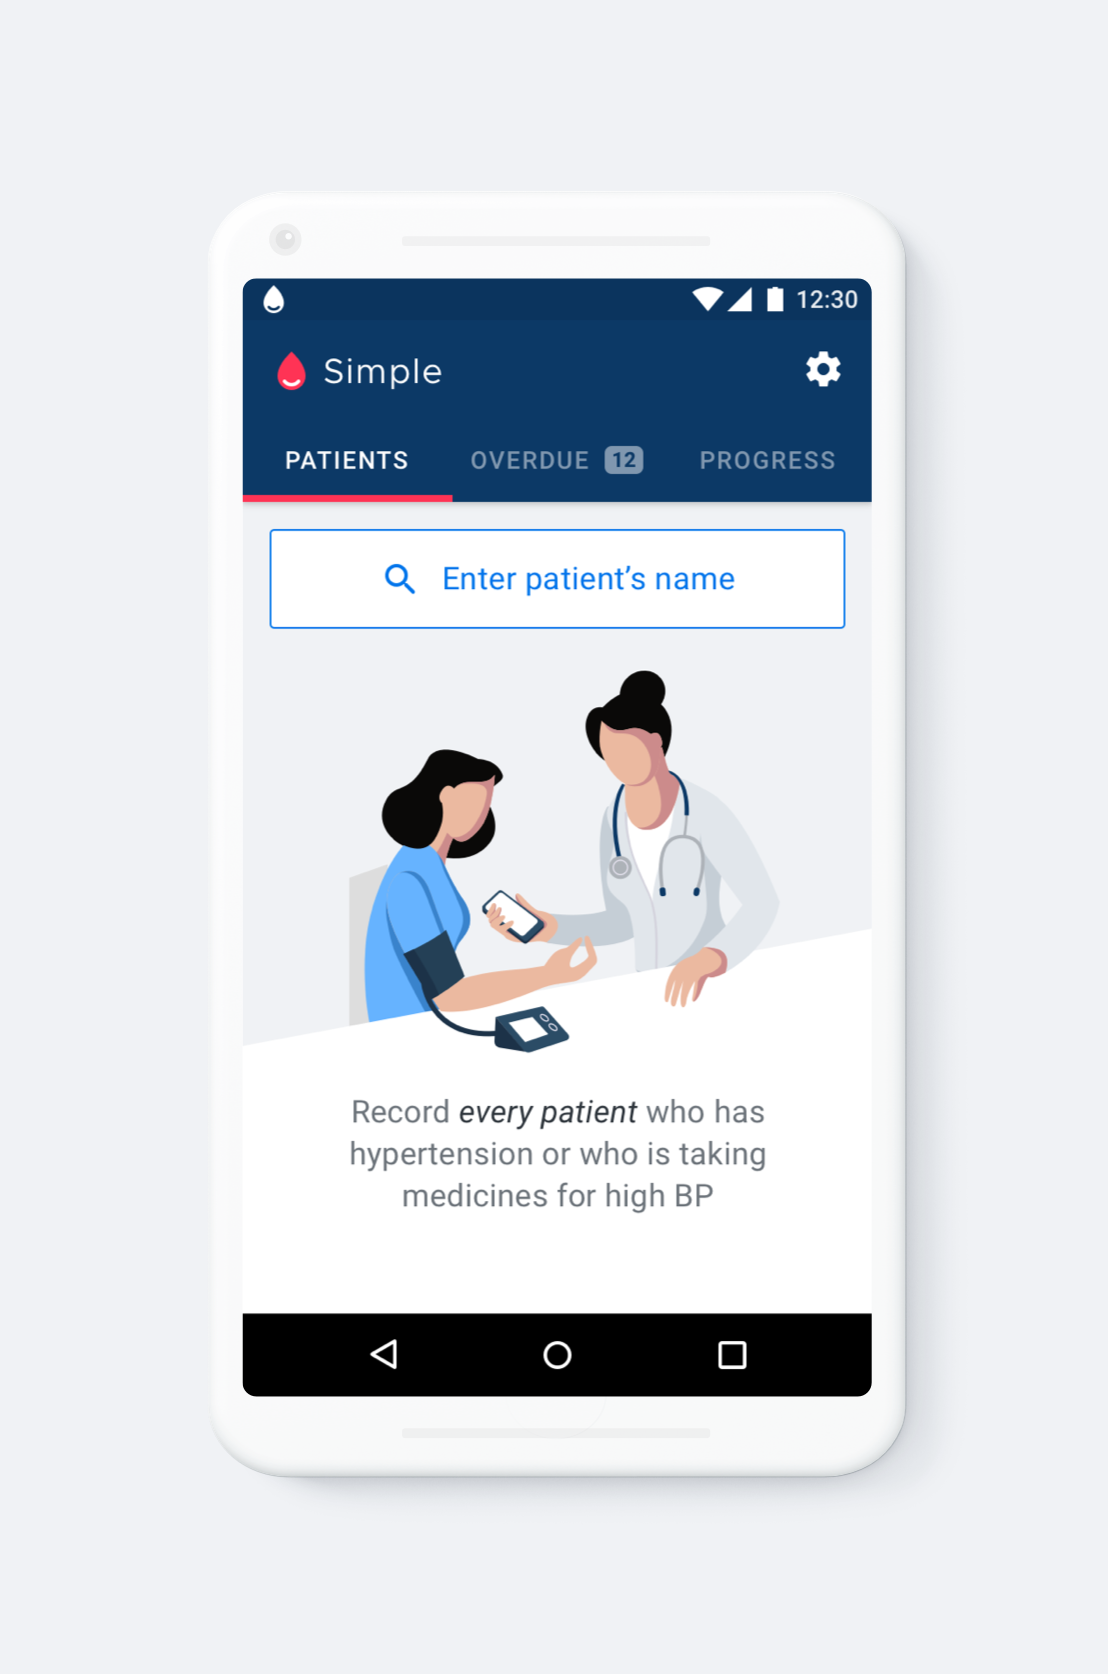 12:30
Simple
PATIENTS OVERDUE 12 PROGRESS
Enter patient’s name
Record every patient who has
hypertension or who is taking
medicines for high BP